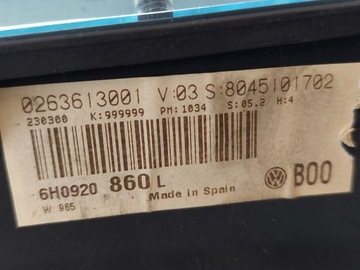 0263613001 V:03 S:8045101702
230300 K:999999 PM:1034 S:05.2 H:4
6H0920 860 L
Made in Spain
B00
W: 965